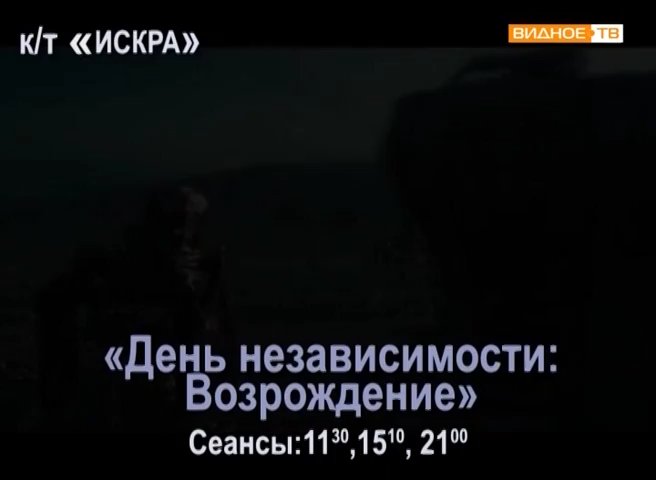 к/т «ИСКРА»
ВИДНОЕ ТВ
«День независимости:
Возрождение»
Сеансы:11³⁰,15¹⁰, 21⁰⁰